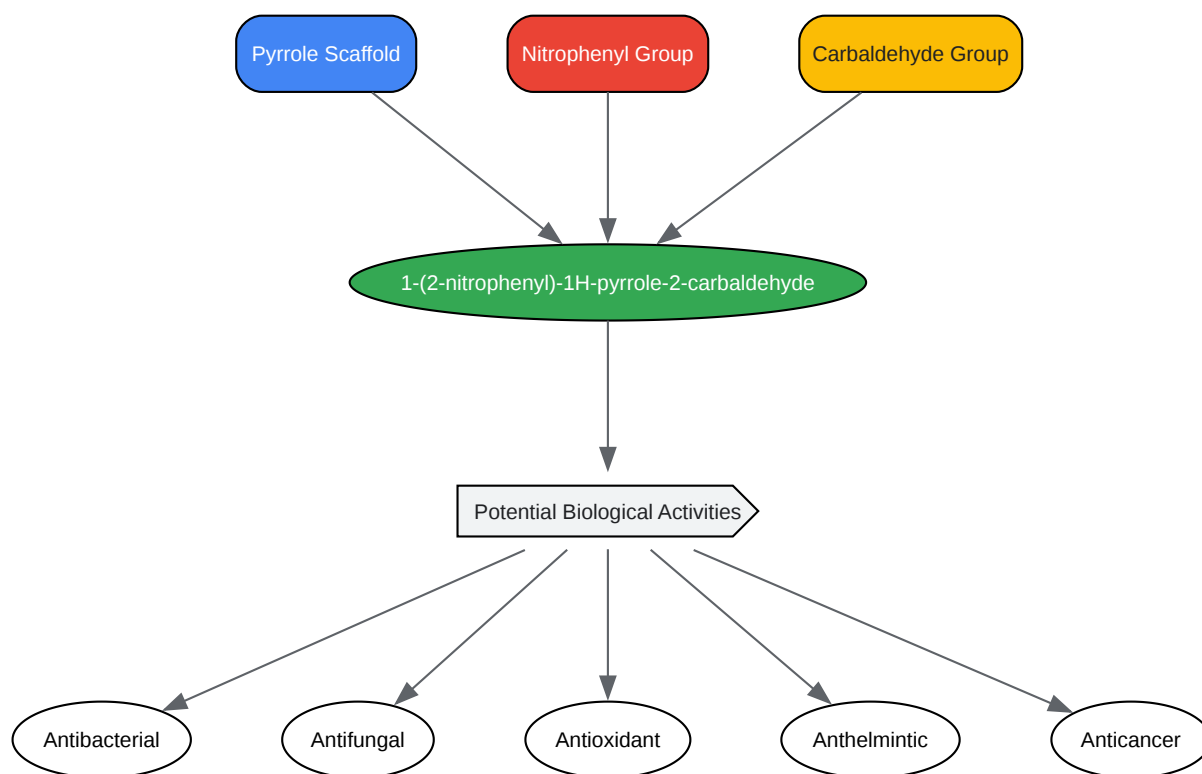 Pyrrole Scaffold
Nitrophenyl Group
Carbaldehyde Group
1-(2-nitrophenyl)-1H-pyrrole-2-carbaldehyde
Potential Biological Activities
Antibacterial
Antifungal
Antioxidant
Anthelmintic
Anticancer